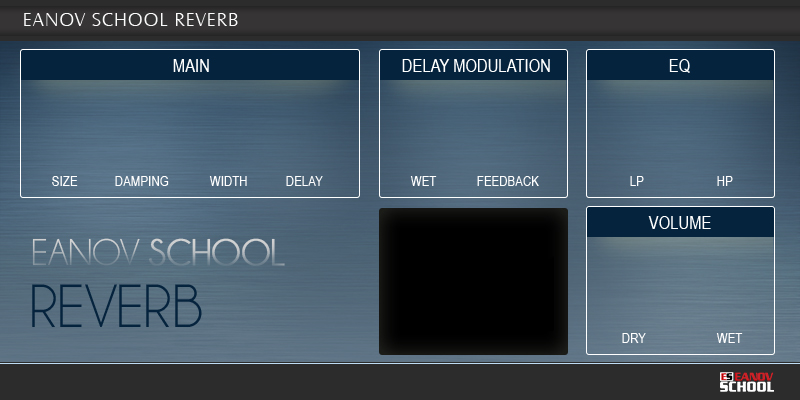 EANOV SCHOOL REVERB
MAIN
SIZE DAMPING WIDTH DELAY
DELAY MODULATION
WET FEEDBACK
EQ
LP HP
EANOV SCHOOL
REVERB
VOLUME
DRY WET
ES EANOV
SCHOOL